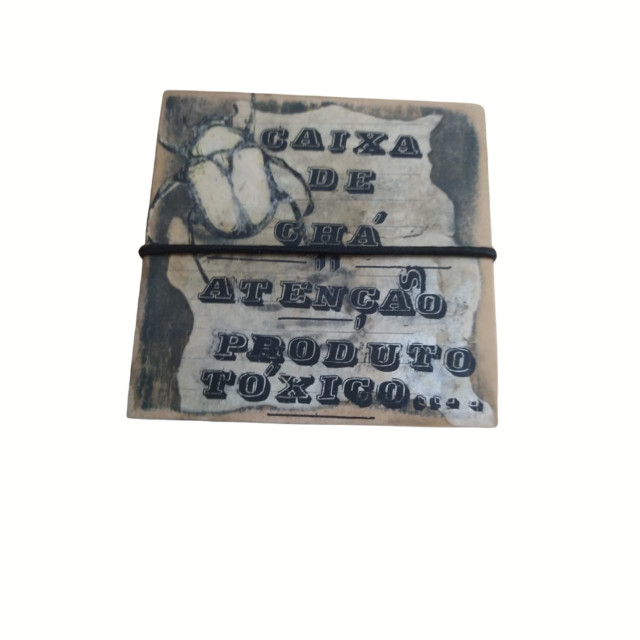 CAIXA
DE
CHÁ
ATENÇÃO
PRODUTO
TÓXICO....